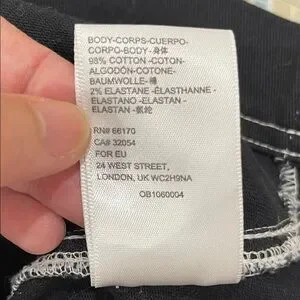 BODY-CORPS-CUERPO-
CORPO-BODY-身体
98% COTTON -COTON-
ALGODÓN-COTONE-
BAUMWOLLE-棉
2% ELASTANE -ÉLASTHANNE-
ELASTANO -ELASTAN -
ELASTAN -氨纶
RN# 66170
CA# 32054
FOR EU
24 WEST STREET,
LONDON, UK WC2H9NA
OB1060004